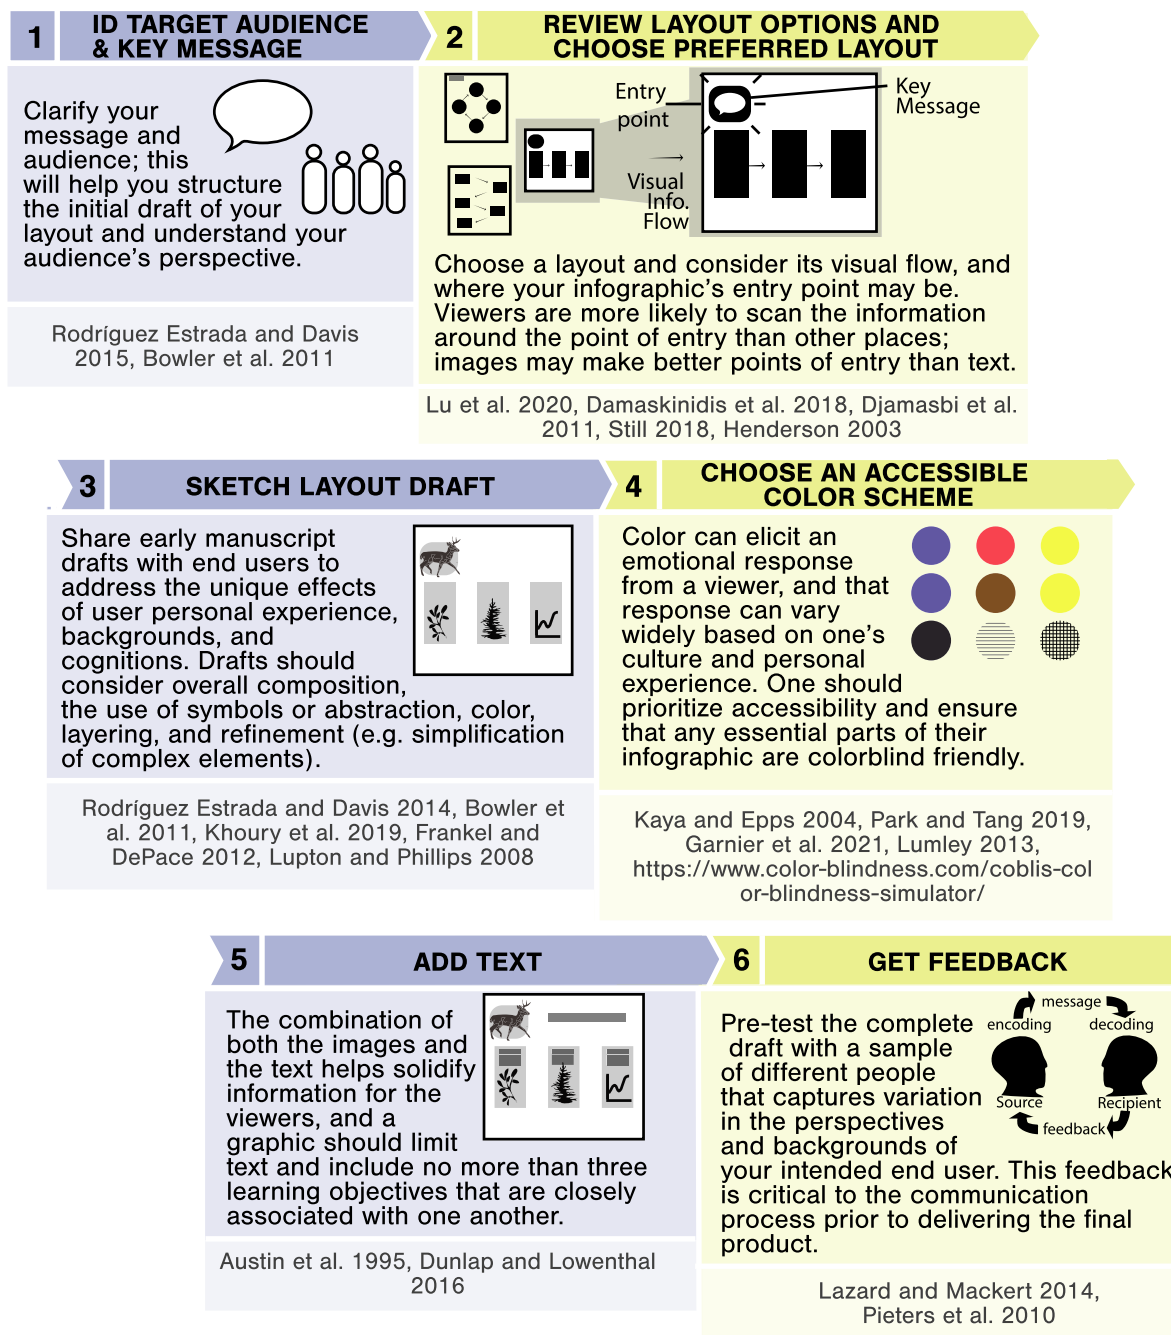 1
ID TARGET AUDIENCE
& KEY MESSAGE
Clarify your
message and
audience; this
will help you structure
the initial draft of your
layout and understand your
audience's perspective.
Rodríguez Estrada and Davis
2015, Bowler et al. 2011
2
REVIEW LAYOUT OPTIONS AND
CHOOSE PREFERRED LAYOUT
Entry
point
Key
Message
Visual
Info.
Flow
Choose a layout and consider its visual flow, and
where your infographic's entry point may be.
Viewers are more likely to scan the information
around the point of entry than other places;
images may make better points of entry than text.
Lu et al. 2020, Damaskinidis et al. 2018, Djamasbi et al.
2011, Still 2018, Henderson 2003
3
SKETCH LAYOUT DRAFT
Share early manuscript
drafts with end users to
address the unique effects
of user personal experience,
backgrounds, and
cognitions. Drafts should
consider overall composition,
the use of symbols or abstraction, color,
layering, and refinement (e.g. simplification
of complex elements).
Rodríguez Estrada and Davis 2014, Bowler et
al. 2011, Khoury et al. 2019, Frankel and
DePace 2012, Lupton and Phillips 2008
4
CHOOSE AN ACCESSIBLE
COLOR SCHEME
Color can elicit an
emotional response
from a viewer, and that
response can vary
widely based on one's
culture and personal
experience. One should
prioritize accessibility and ensure
that any essential parts of their
infographic are colorblind friendly.
Kaya and Epps 2004, Park and Tang 2019,
Garnier et al. 2021, Lumley 2013,
https://www.color-blindness.com/coblis-col
or-blindness-simulator/
5
ADD TEXT
The combination of
both the images and
the text helps solidify
information for the
viewers, and a
graphic should limit
text and include no more than three
learning objectives that are closely
associated with one another.
Austin et al. 1995, Dunlap and Lowenthal
2016
6
GET FEEDBACK
Pre-test the complete
draft with a sample
of different people
that captures variation
in the perspectives
and backgrounds of
your intended end user. This feedback
is critical to the communication
process prior to delivering the final
product.
message
encoding
decoding
Source
Recipient
feedback
Lazard and Mackert 2014,
Pieters et al. 2010